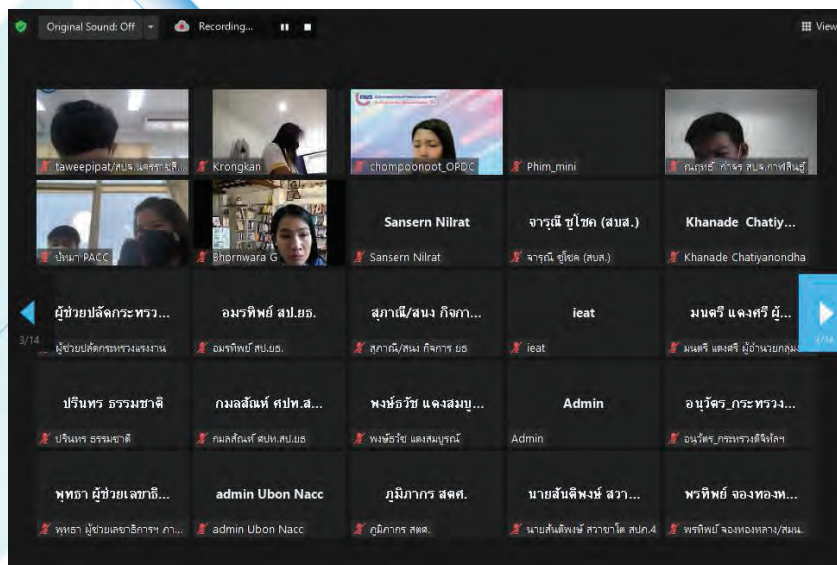 Original Sound: Off
Recording...
View
taweepipat/สปจ.นครราชสี...
Krongkan
chompoonoot_OPDC
Phim_mini
ณฤทธิ์ กำจร สปจ.กาฬสินธุ์
ปัทมา PACC
Bhornwara G
Sansern Nilrat
Sansern Nilrat
จารุณี ชูโชค (สบส.)
จารุณี ชูโชค (สบส.)
Khanade Chatiy...
Khanade Chatiyanondha
ผู้ช่วยปลัดกระทรว...
ผู้ช่วยปลัดกระทรวงแรงงาน
อมรทิพย์ สป.ยธ.
อมรทิพย์ สป.ยธ.
สุภาณี/สนง กิจกา...
สุภาณี/สนง กิจการ ยธ
ieat
ieat
มนตรี แดงศรี ผู้...
มนตรี แดงศรี ผู้อำนวยกลุ่ม
3/14
3/14
ปรินทร ธรรมชาติ
ปรินทร ธรรมชาติ
กมลสัณห์ ศปท.ส...
กมลสัณห์ ศปท.สป.ยธ
พงษ์ธวัช แดงสมบู...
พงษ์ธวัช แดงสมบูรณ์
Admin
Admin
อนุวัตร_กระทรวง...
อนุวัตร_กระทรวงดิจิทัลฯ
พุทธา ผู้ช่วยเลขาธิ...
พุทธา ผู้ช่วยเลขาธิการฯ ภา...
admin Ubon Nacc
admin Ubon Nacc
ภูมิภากร สตศ.
ภูมิภากร สตศ.
นายสันติพงษ์ สวา...
นายสันติพงษ์ สวาขาโต สปก.4
พรทิพย์ จองทองห...
พรทิพย์ จองทองหลาง/สมน.